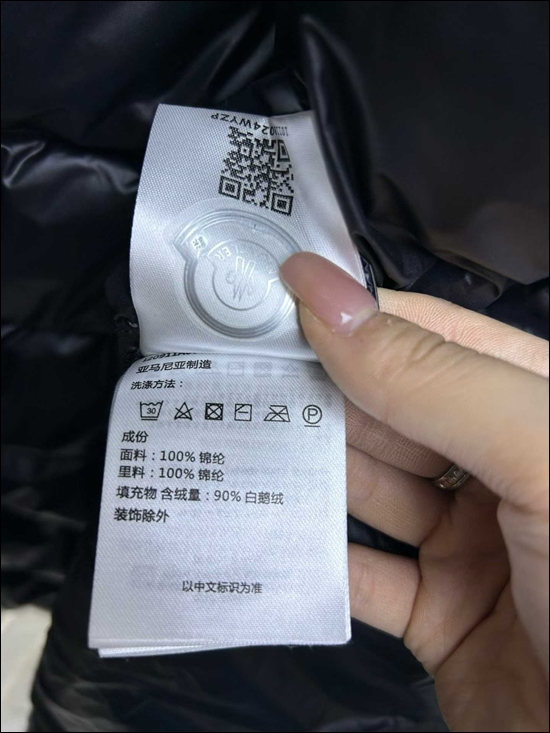 亚马尼亚制造
洗涤方法：
30
P
成份
面料：100% 锦纶
里料：100% 锦纶
填充物 含绒量：90% 白鹅绒
装饰除外
以中文标识为准